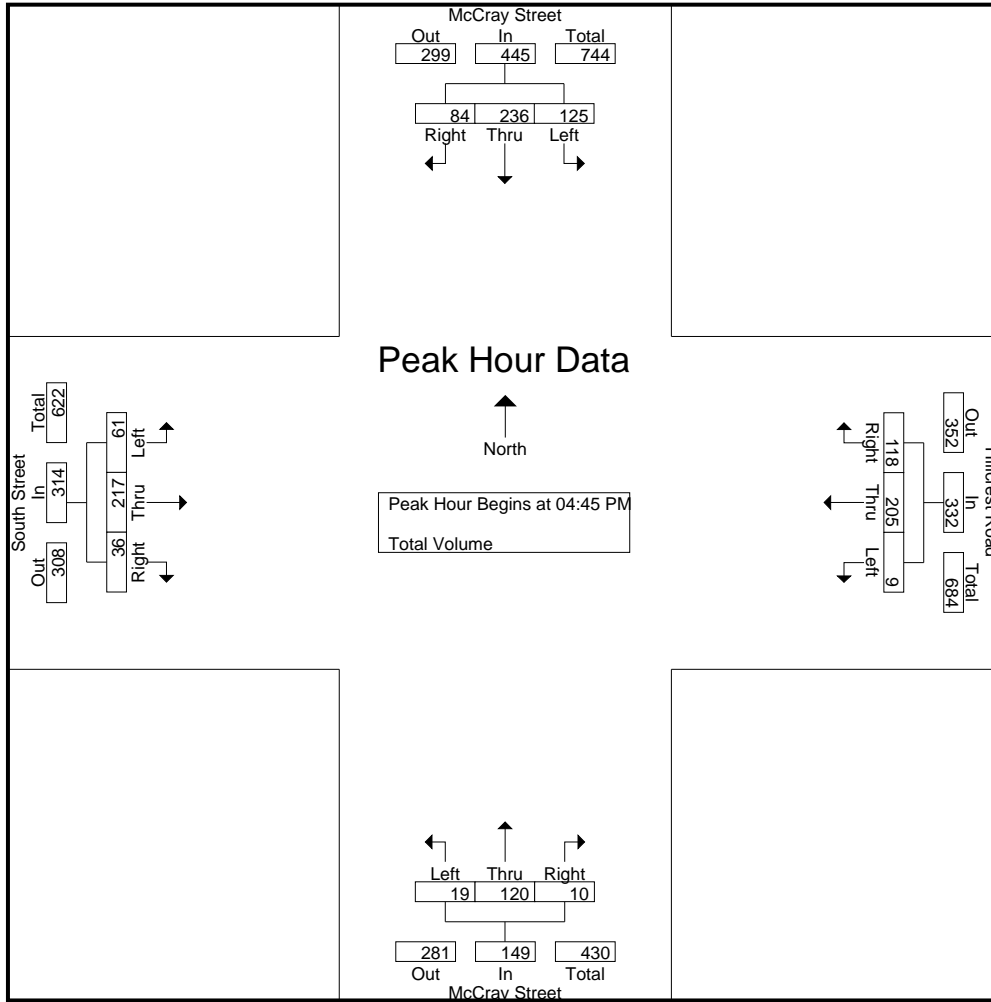 McCray Street
Out In Total
299 445 744
84 236 125
Right Thru Left
Peak Hour Data
North
Peak Hour Begins at 04:45 PM
Total Volume
South Street
Total In Out
622 314 308
61 217 36
Left Thru Right
Hillcrest Road
Out In Total
352 332 684
118 205 9
Right Thru Left
Left Thru Right
19 120 10
281 149 430
Out In Total
McCray Street